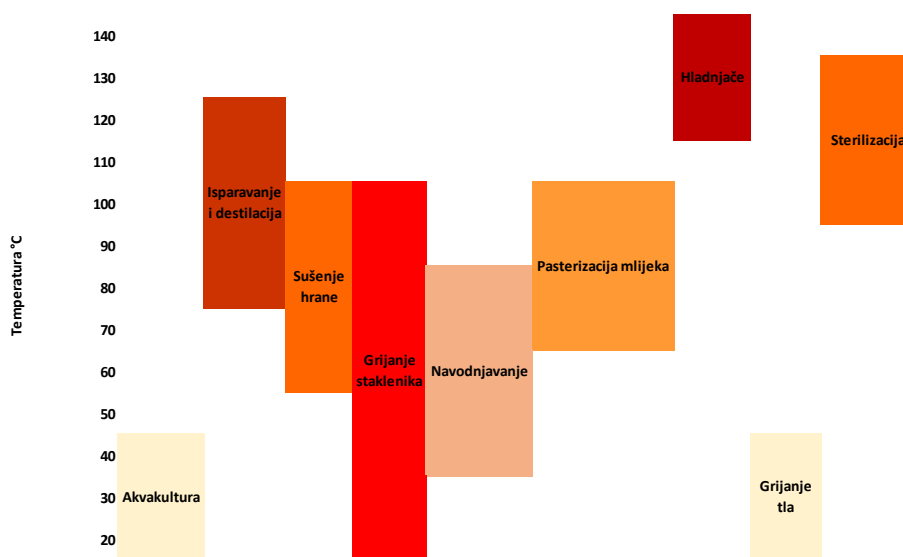 Temperatura °C
140
130
120
110
100
90
80
70
60
50
40
30
20
Akvakultura
Isparavanje
i destilacija
Sušenje
hrane
Grijanje
staklenika
Navodnjavanje
Pasterizacija mlijeka
Hladnjače
Grijanje
tla
Sterilizacija